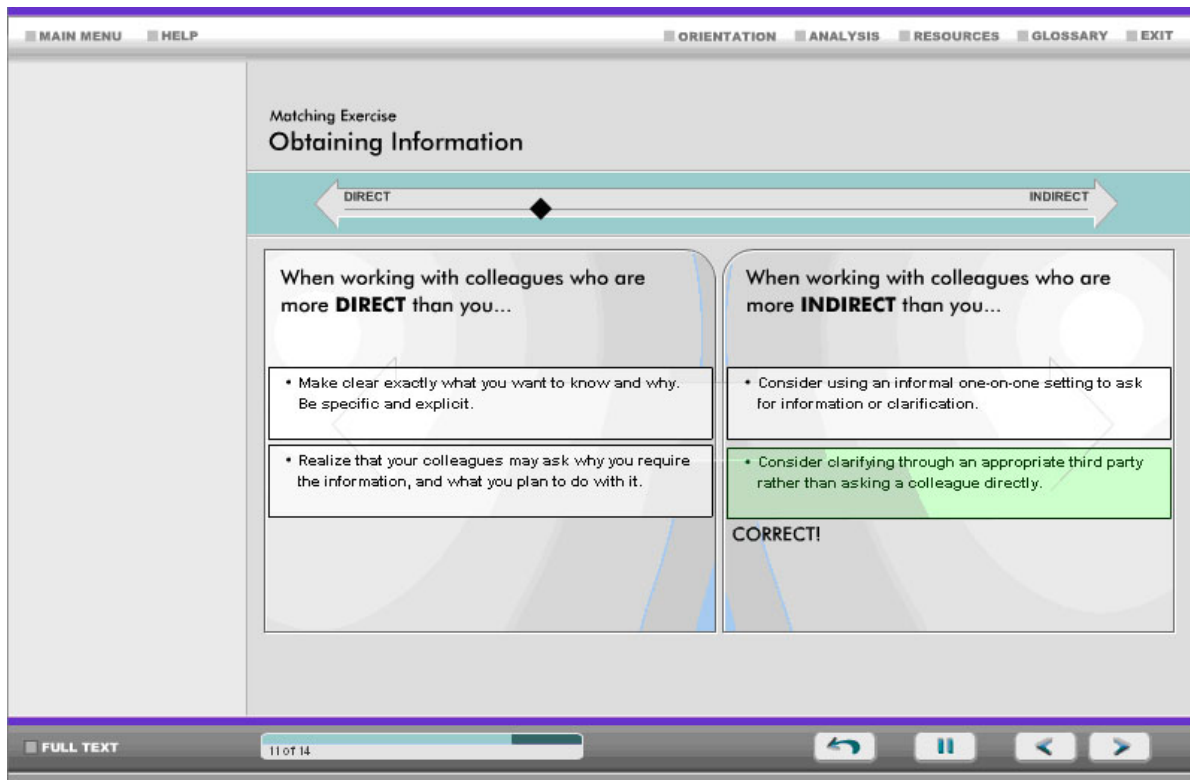 MAIN MENU HELP ORIENTATION ANALYSIS RESOURCES GLOSSARY EXIT
Matching Exercise
Obtaining Information
DIRECT INDIRECT
When working with colleagues who are
more DIRECT than you...
• Make clear exactly what you want to know and why.
Be specific and explicit.
• Realize that your colleagues may ask why you require
the information, and what you plan to do with it.
When working with colleagues who are
more INDIRECT than you...
• Consider using an informal one-on-one setting to ask
for information or clarification.
• Consider clarifying through an appropriate third party
rather than asking a colleague directly.
CORRECT!
FULL TEXT
11 of 14